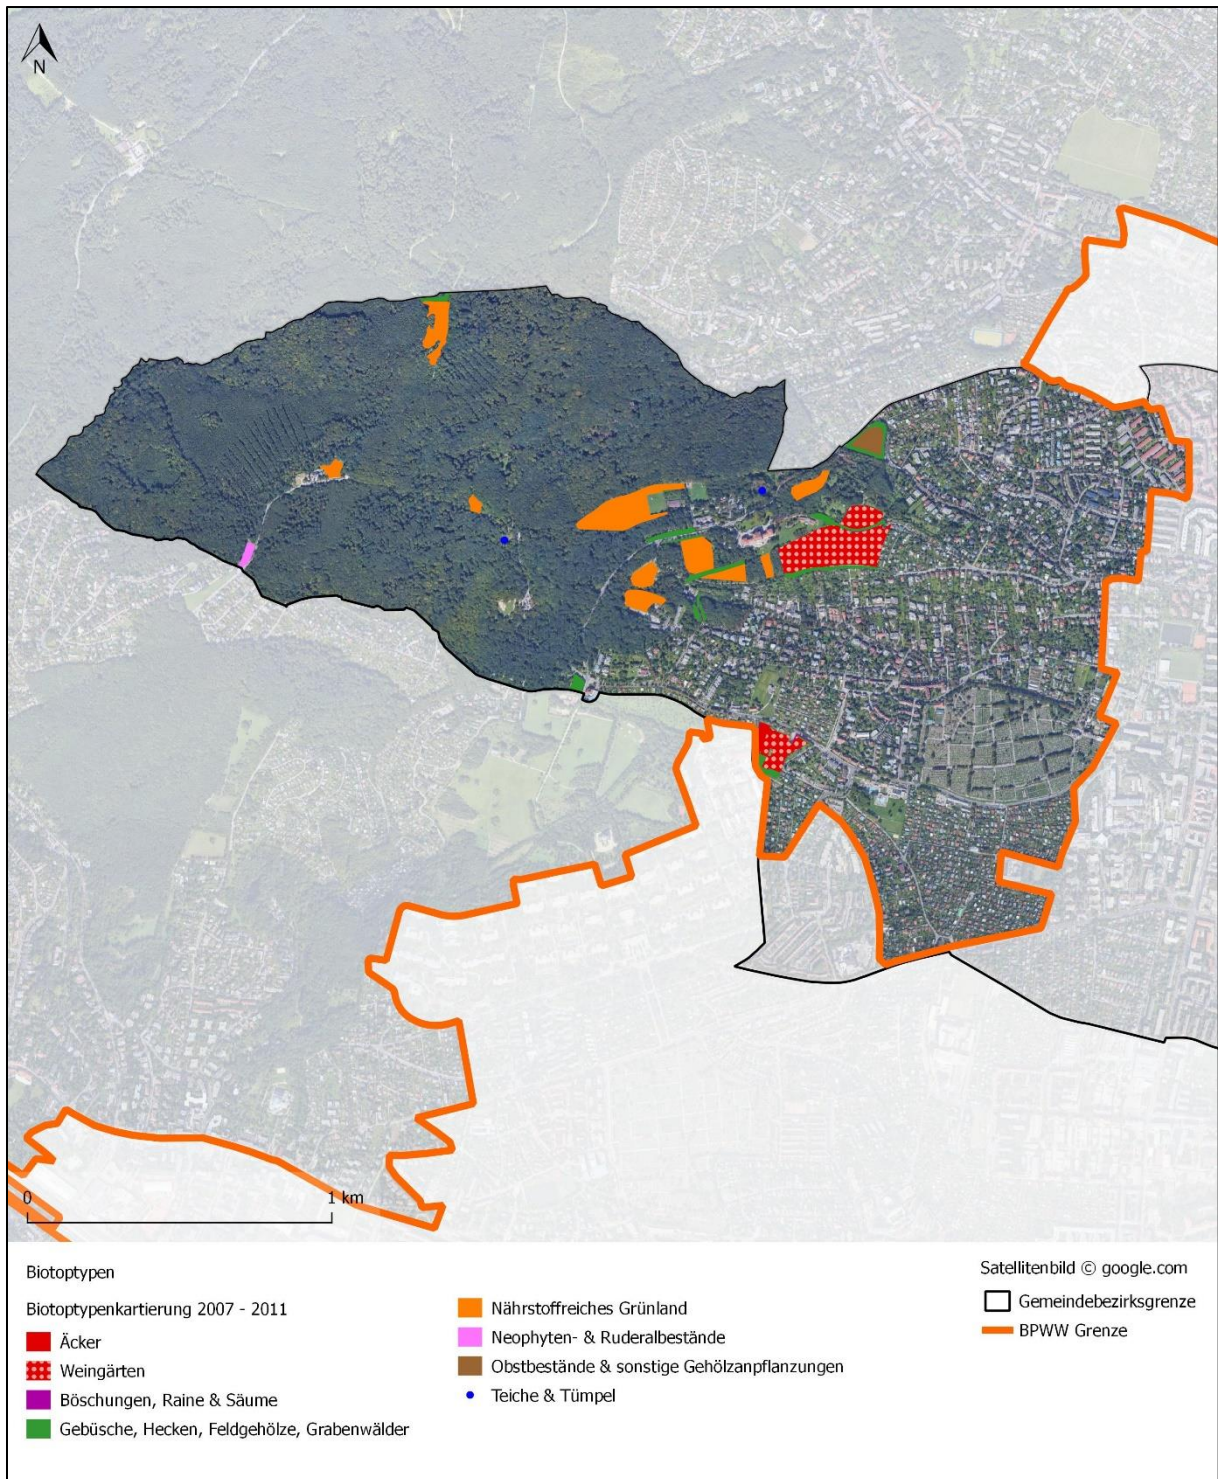 N
0 1 km
Biotoptypen
Biotoptypenkartierung 2007 - 2011
Äcker
Weingärten
Böschungen, Raine & Säume
Gebüsche, Hecken, Feldgehölze, Grabenwälder
Nährstoffreiches Grünland
Neophyten- & Ruderalbestände
Obstbestände & sonstige Gehölzanpflanzungen
Teiche & Tümpel
Satellitenbild © google.com
Gemeindebezirksgrenze
BPWW Grenze